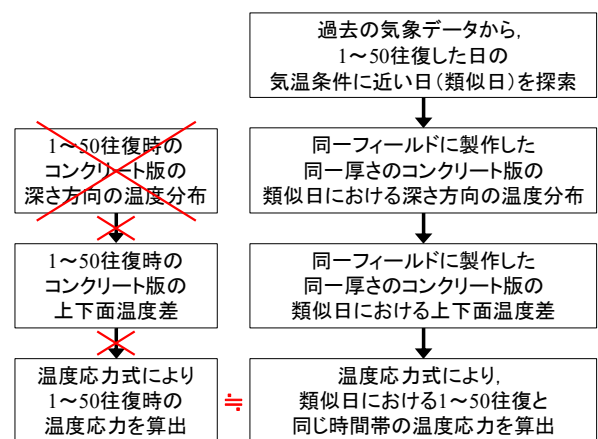 過去の気象データから,
1～50往復した日の
気温条件に近い日(類似日)を探索
1～50往復時の
コンクリート版の
深さ方向の温度分布
同一フィールドに製作した
同一厚さのコンクリート版の
類似日における深さ方向の温度分布
1～50往復時の
コンクリート版の
上下面温度差
同一フィールドに製作した
同一厚さのコンクリート版の
類似日における上下面温度差
温度応力式により
1～50往復時の
温度応力を算出
≒
温度応力式により,
類似日における1～50往復と
同じ時間帯の温度応力を算出